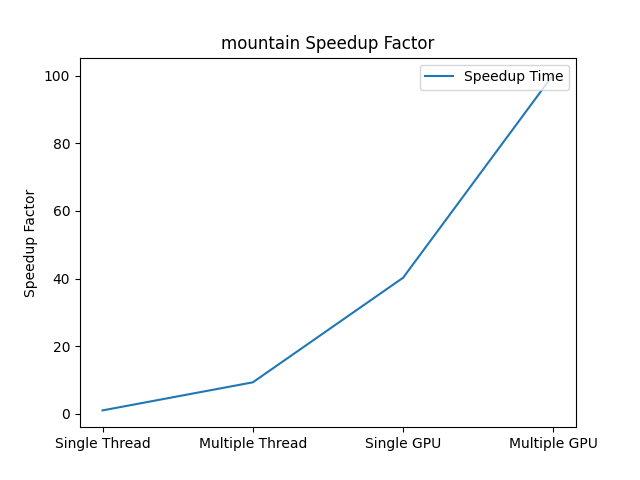 mountain Speedup Factor
Speedup Time
100
80
60
40
20
0
Speedup Factor
Single Thread
Multiple Thread
Single GPU
Multiple GPU